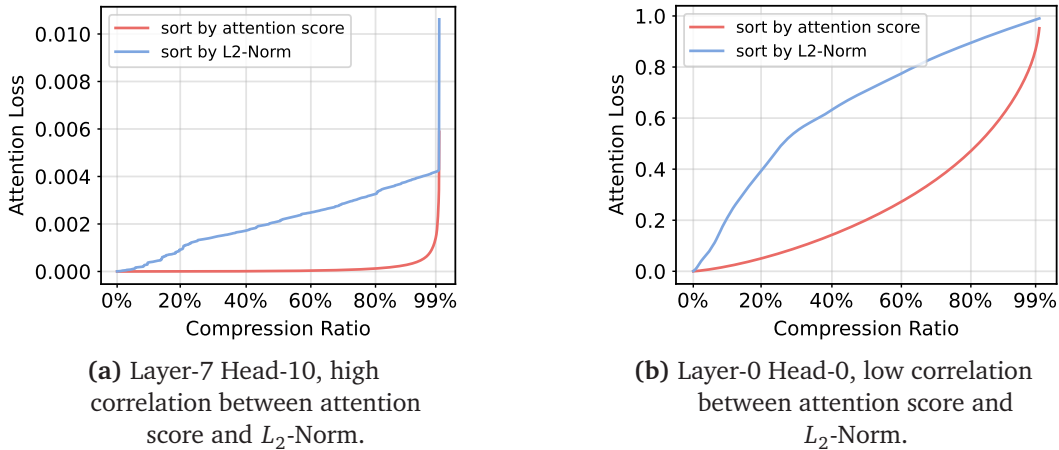 0.010
0.008
0.006
0.004
0.002
0.000
Attention Loss
sort by attention score
sort by L2-Norm
0% 20% 40% 60% 80% 99%
Compression Ratio
(a) Layer-7 Head-10, high
correlation between attention
score and L₂-Norm.
1.0
0.8
0.6
0.4
0.2
0.0
Attention Loss
sort by attention score
sort by L2-Norm
0% 20% 40% 60% 80% 99%
Compression Ratio
(b) Layer-0 Head-0, low correlation
between attention score and
L₂-Norm.